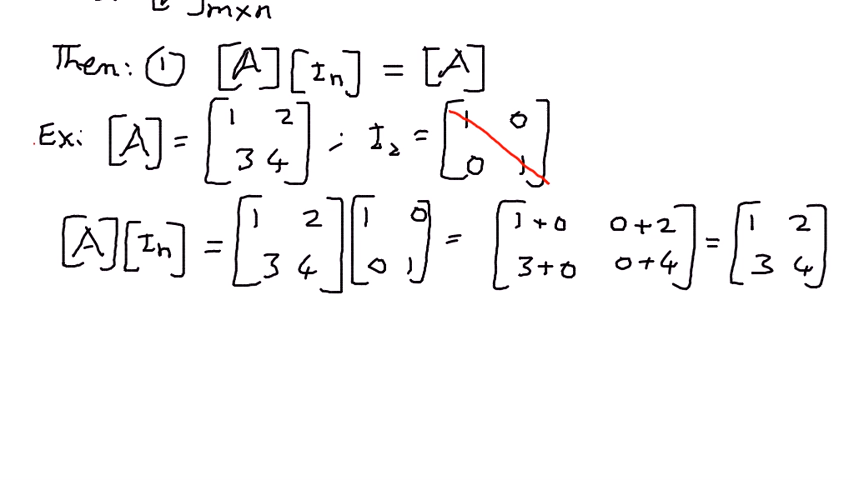 ]m×n
Then: ① [A][In] = [A]
Ex: [A] = [1 2 3 4] ; I2 = [1 0 0 1]
[A][In] = [1 2 3 4][1 0 0 1] = [1+0 0+2 3+0 0+4] = [1 2 3 4]